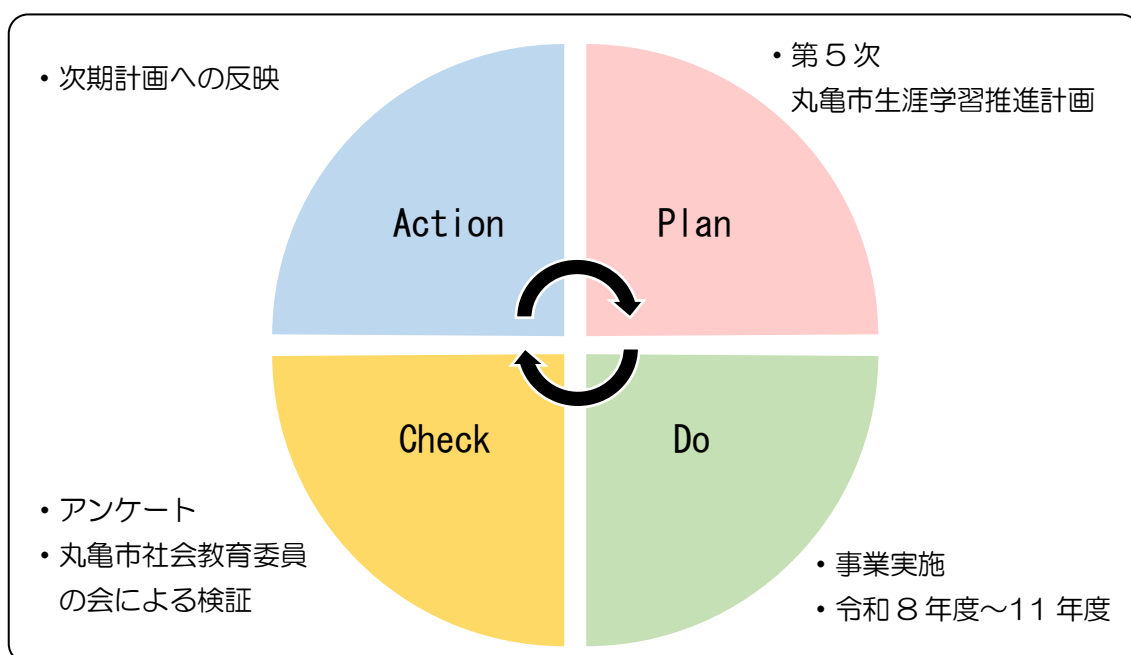 ・次期計画への反映
・第5次
丸亀市生涯学習推進計画
Action
Plan
Check
Do
・アンケート
・丸亀市社会教育委員
の会による検証
・事業実施
・令和8年度～11年度